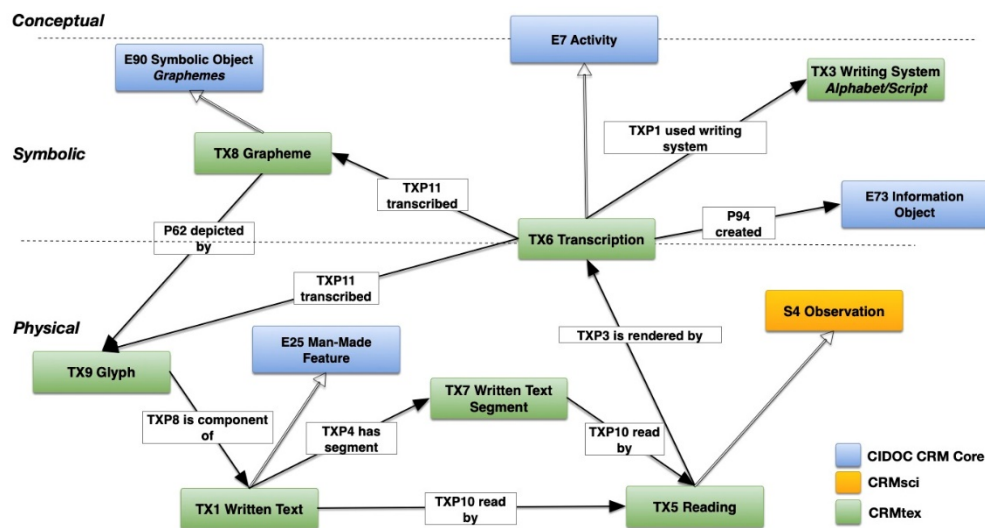 Conceptual
E7 Activity
E90 Symbolic Object
Graphemes
TX3 Writing System
Alphabet/Script
TXP1 used writing
system
Symbolic
TX8 Grapheme
TXP11
transcribed
E73 Information
Object
P94
created
P62 depicted
by
TX6 Transcription
TXP11
transcribed
S4 Observation
Physical
E25 Man-Made
Feature
TXP3 is rendered by
TX9 Glyph
TX7 Written Text
Segment
TXP8 is component
of
TXP4 has
segment
TXP10 read
by
CIDOC CRM Core
CRMsci
TX1 Written Text
TXP10 read
by
TX5 Reading
CRMtex